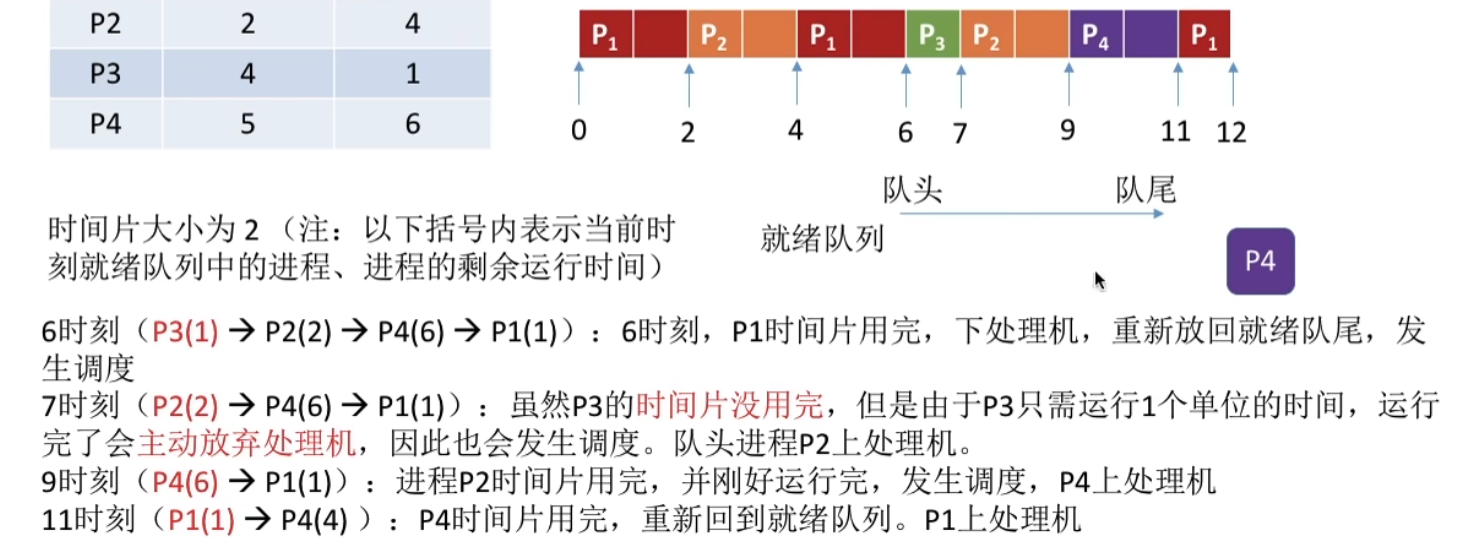 P2 2 4
P3 4 1
P4 5 6
P1 P2 P1 P3 P2 P4 P1
0 2 4 6 7 9 11 12
队头 队尾
就绪队列
P4
时间片大小为 2 （注：以下括号内表示当前时
刻就绪队列中的进程、进程的剩余运行时间）
6时刻（P3(1) → P2(2) → P4(6) → P1(1)）：6时刻，P1时间片用完，下处理机，重新放回就绪队尾，发
生调度
7时刻（P2(2) → P4(6) → P1(1)）：虽然P3的时间片没用完，但是由于P3只需运行1个单位的时间，运行
完了会主动放弃处理机，因此也会发生调度。队头进程P2上处理机。
9时刻（P4(6) → P1(1)）：进程P2时间片用完，并刚好运行完，发生调度，P4上处理机
11时刻（P1(1) → P4(4) ）：P4时间片用完，重新回到就绪队列。P1上处理机